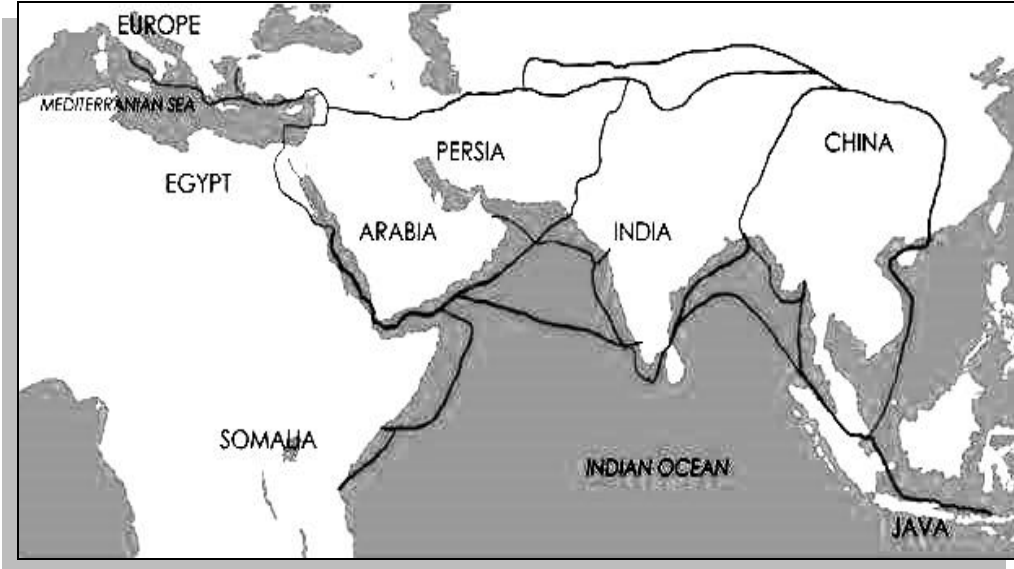 EUROPE
MEDITERRANIAN SEA
PERSIA
CHINA
EGYPT
ARABIA
INDIA
SOMALIA
INDIAN OCEAN
JAVA